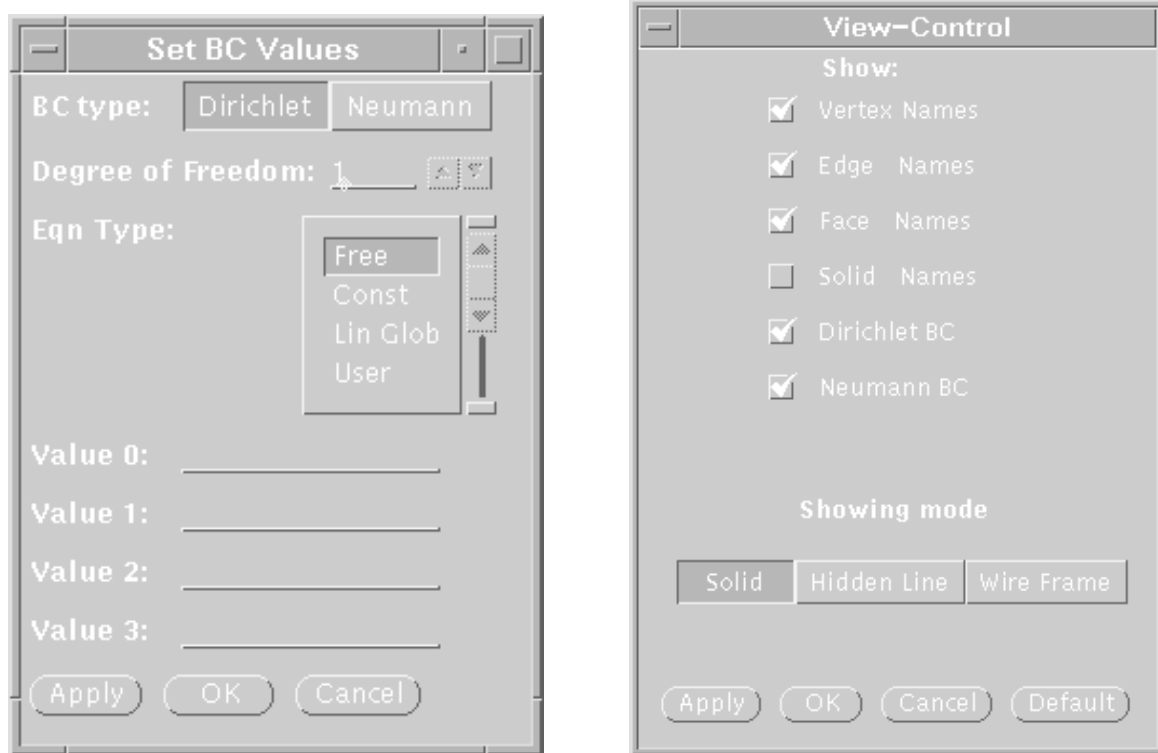 Set BC Values
BC type: Dirichlet Neumann
Degree of Freedom: 1
Eqn Type:
Free
Const
Lin Glob
User
Value 0:
Value 1:
Value 2:
Value 3:
Apply OK Cancel
View-Control
Show:
Vertex Names
Edge Names
Face Names
Solid Names
Dirichlet BC
Neumann BC
Showing mode
Solid Hidden Line Wire Frame
Apply OK Cancel Default